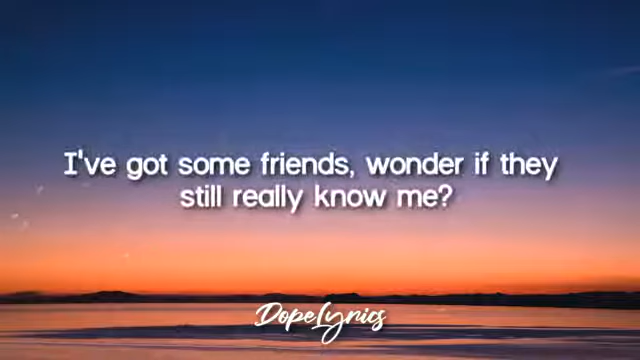 I've got some friends, wonder if they
still really know me?
DopeLyrics